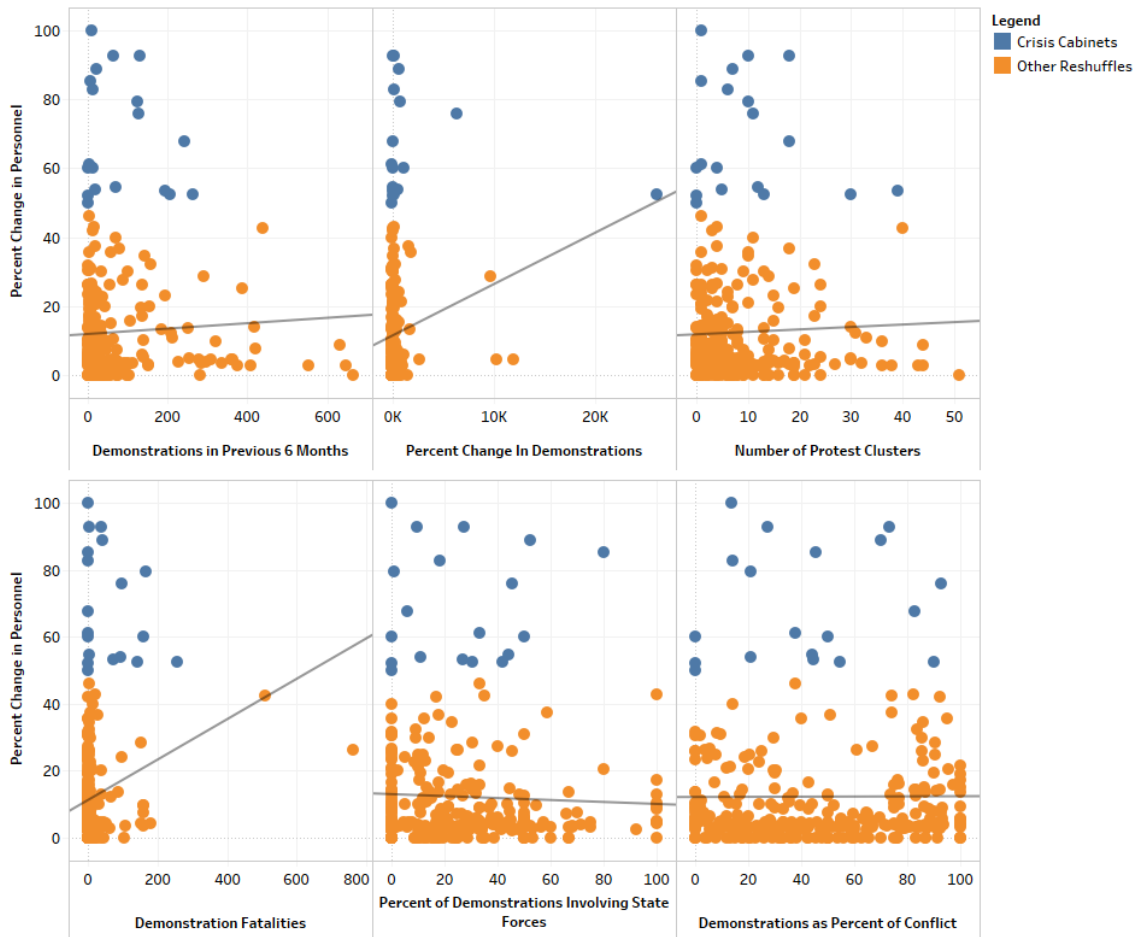 Legend
Crisis Cabinets
Other Reshuffles
Percent Change in Personnel
100
80
60
40
20
0
0 200 400 600
0K 10K 20K
0 10 20 30 40 50
Demonstrations in Previous 6 Months
Percent Change In Demonstrations
Number of Protest Clusters
Percent Change in Personnel
100
80
60
40
20
0
0 200 400 600 800
0 20 40 60 80 100
0 20 40 60 80 100
Demonstration Fatalities
Percent of Demonstrations Involving State
Forces
Demonstrations as Percent of Conflict